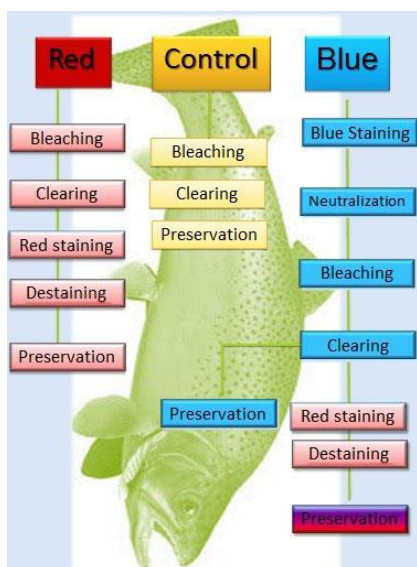 Red
Bleaching
Clearing
Red staining
Destaining
Preservation
Control
Bleaching
Clearing
Preservation
Blue
Blue Staining
Neutralization
Bleaching
Clearing
Preservation
Red staining
Destaining
Preservation